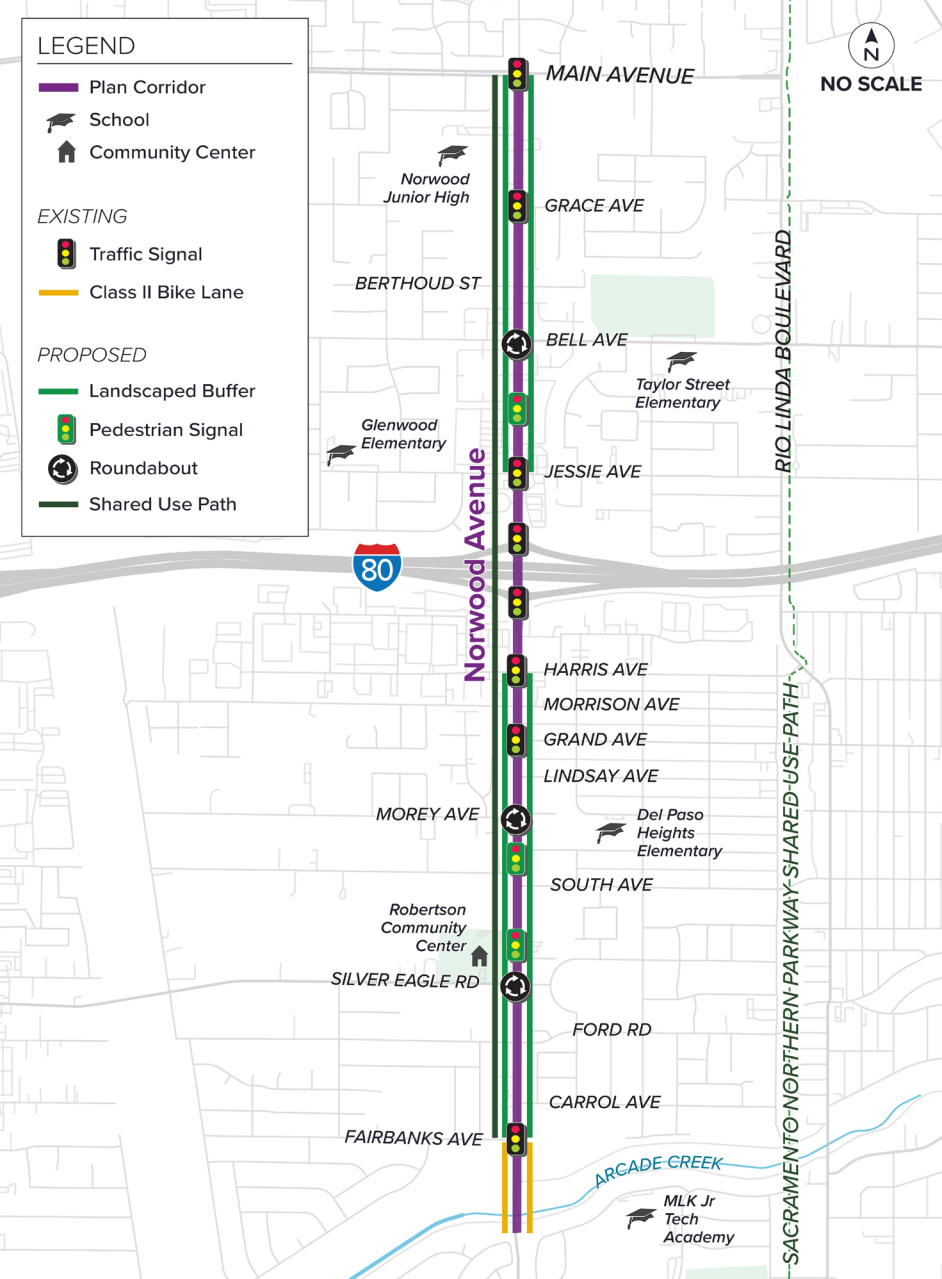 LEGEND
Plan Corridor
School
Community Center
EXISTING
Traffic Signal
Class II Bike Lane
PROPOSED
Landscaped Buffer
Pedestrian Signal
Roundabout
Shared Use Path
N
NO SCALE
MAIN AVENUE
Norwood
Junior High
GRACE AVE
BERTHOUD ST
RIO LINDA BOULEVARD
BELL AVE
Taylor Street
Elementary
Glenwood
Elementary
JESSIE AVE
Norwood Avenue
80
HARRIS AVE
MORRISON AVE
GRAND AVE
LINDSAY AVE
MOREY AVE
Del Paso
Heights
Elementary
SOUTH AVE
Robertson
Community
Center
SILVER EAGLE RD
FORD RD
CARROL AVE
FAIRBANKS AVE
ARCADE CREEK
MLK Jr
Tech
Academy
SACRAMENTO NORTHERN PARKWAY SHARED USE PATH